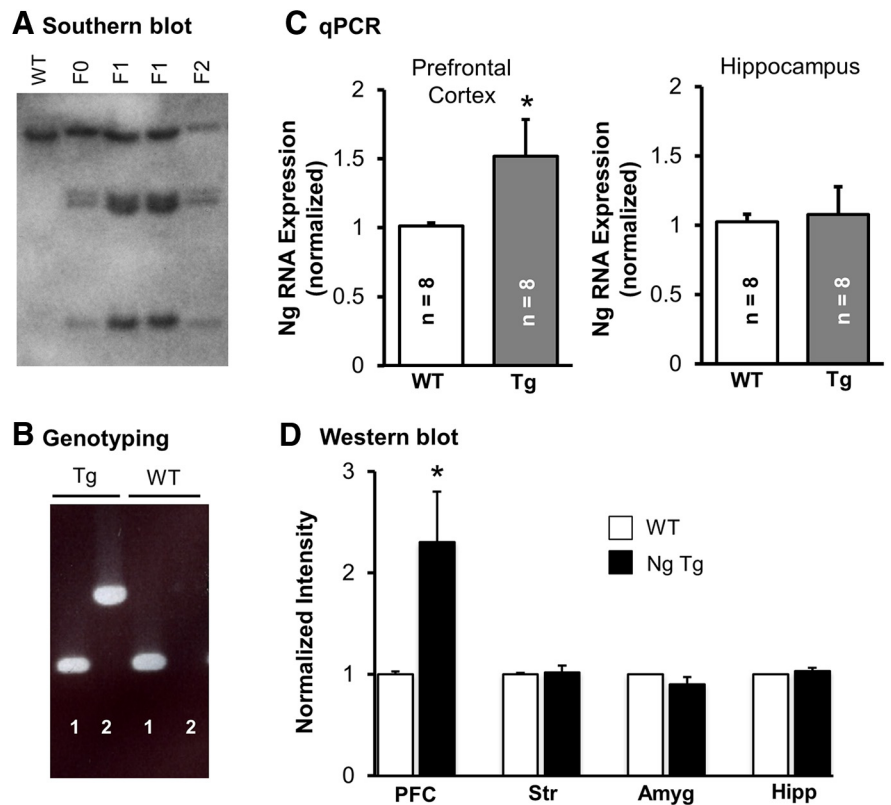 A Southern blot
WT F0 F1 F1 F2
C qPCR
Prefrontal
Cortex
*
Ng RNA Expression
(normalized)
2
1.5
1
0.5
0
n = 8
n = 8
WT Tg
Hippocampus
Ng RNA Expression
(normalized)
2
1.5
1
0.5
0
n = 8
n = 8
WT Tg
B Genotyping
Tg WT
1 2 1 2
D Western blot
*
Normalized Intensity
3
2
1
0
WT
Ng Tg
PFC Str Amyg Hipp